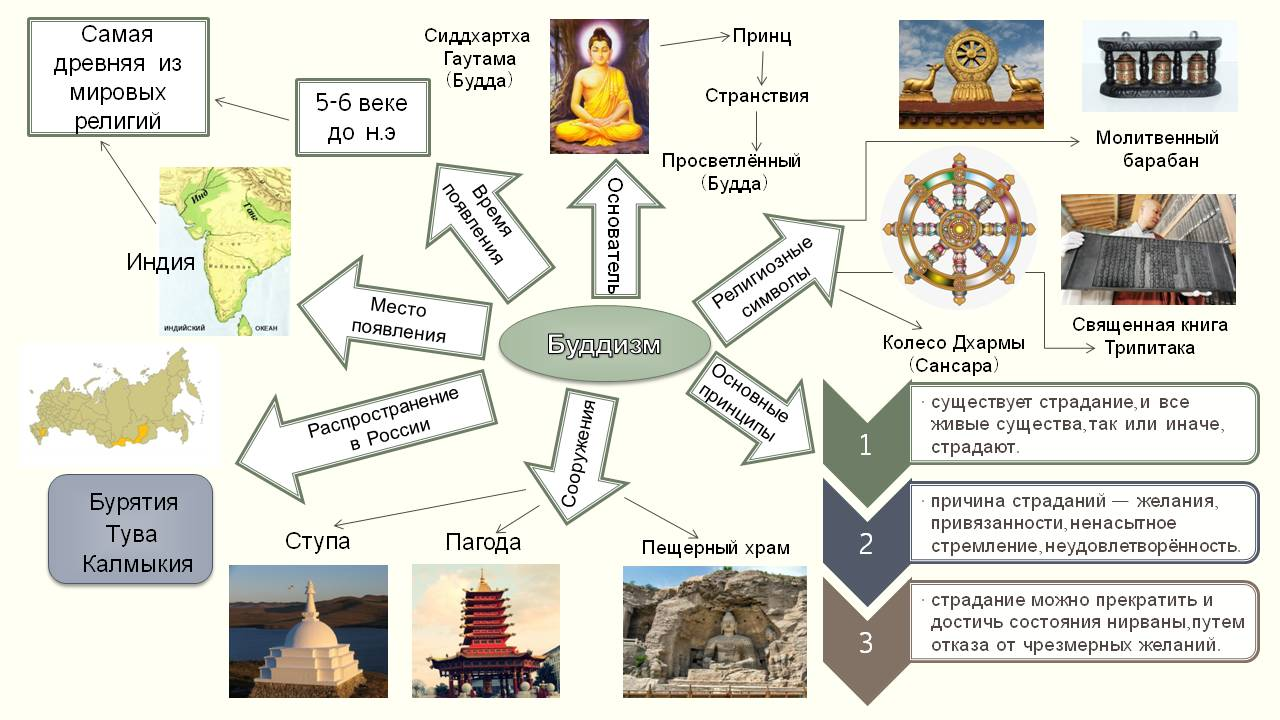 Самая
древняя из
мировых
религий
5-6 веке
до н.э
Сиддхартха
Гаутама
(Будда)
Принц
Странствия
Просветлённый
(Будда)
Молитвенный
барабан
Священная книга
Трипитака
Колесо Дхармы
(Сансара)
Время
появления
Основатель
Религиозные
символы
Инд
Ганг
Индия
ИНДИЙСКИЙ ОКЕАН
Место
появления
Буддизм
Распространение
в России
Сооружения
Основные
принципы
Бурятия
Тува
Калмыкия
Ступа
Пагода
Пещерный храм
1
· существует страдание,и все
живые существа,так или иначе,
страдают.
2
· причина страданий — желания,
привязанности,ненасытное
стремление,неудовлетворённость.
3
· страдание можно прекратить и
достичь состояния нирваны,путем
отказа от чрезмерных желаний.